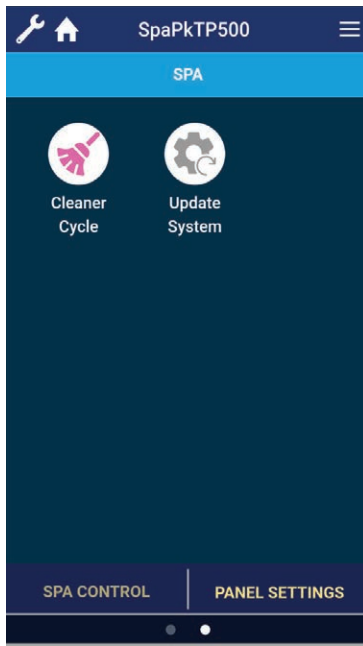 SpaPkTP500
SPA
Cleaner
Cycle
Update
System
SPA CONTROL
PANEL SETTINGS